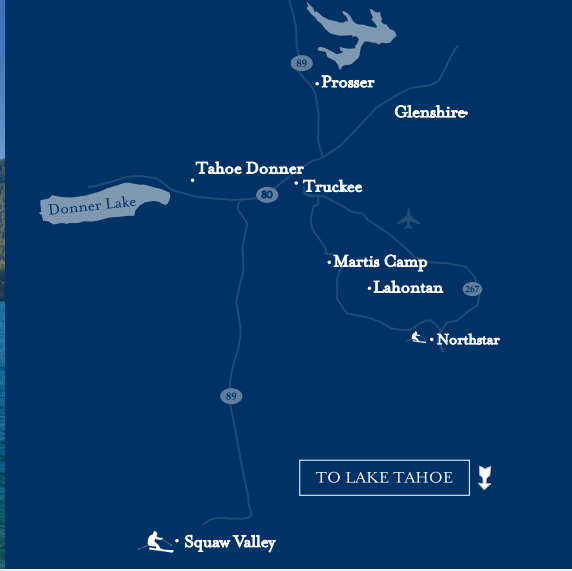 89
Prosser
Glenshire
Tahoe Donner
Truckee
80
Donner Lake
Martis Camp
Lahontan
267
Northstar
89
TO LAKE TAHOE
Squaw Valley